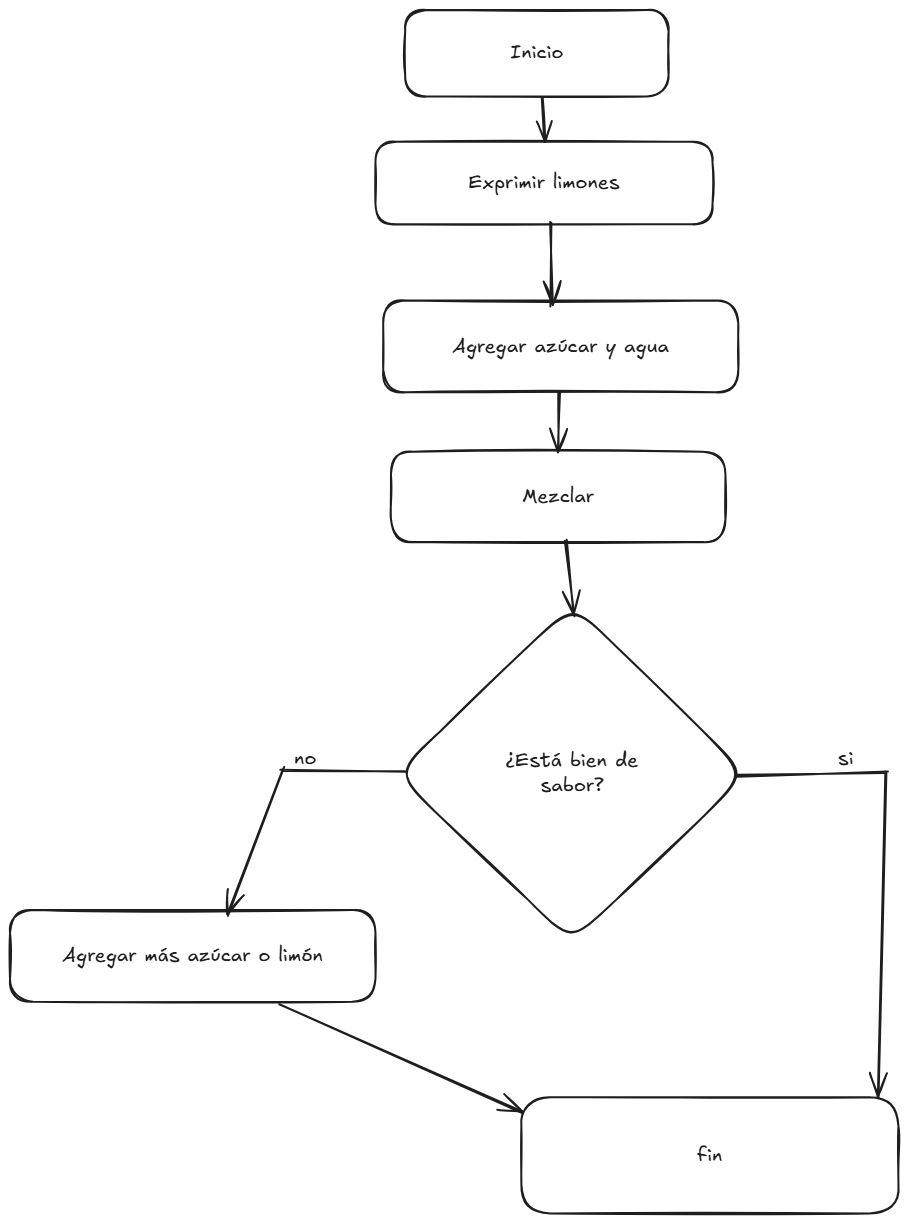 Inicio
Exprimir limones
Agregar azúcar y agua
Mezclar
¿Está bien de
sabor?
no
si
Agregar más azúcar o limón
fin